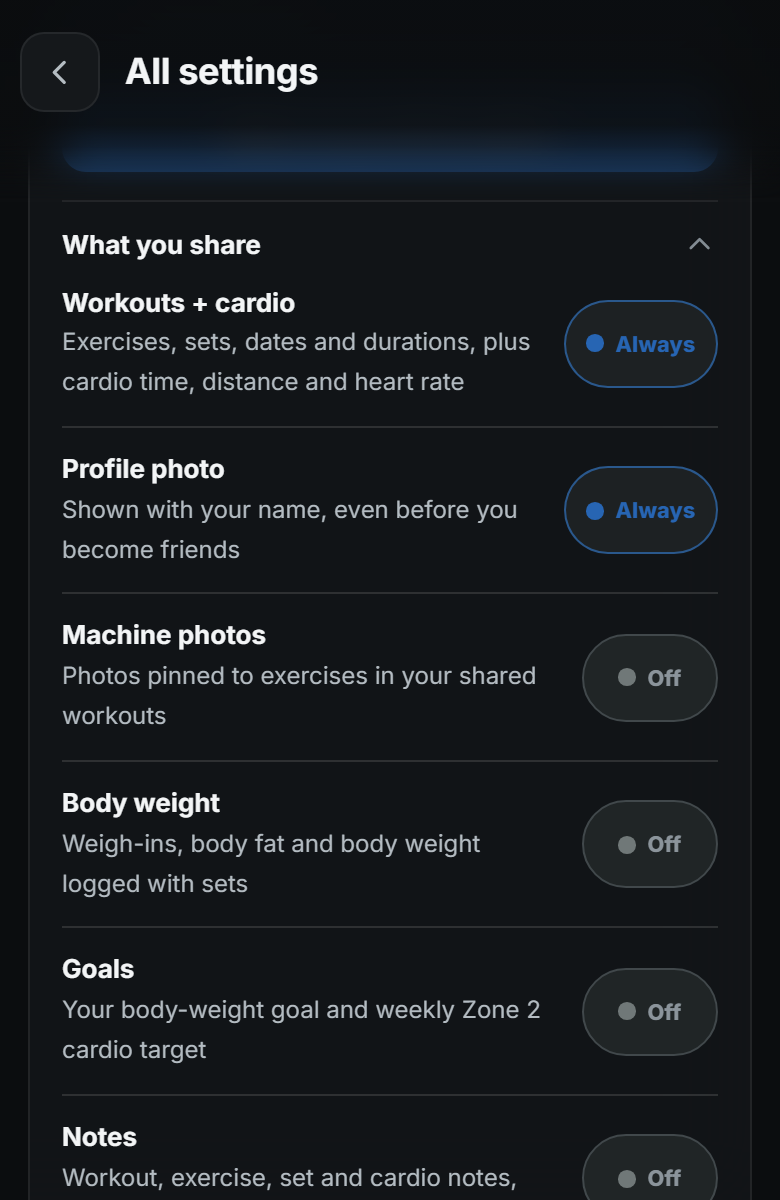 All settings
What you share
Workouts + cardio
Exercises, sets, dates and durations, plus
cardio time, distance and heart rate
Always
Profile photo
Shown with your name, even before you
become friends
Always
Machine photos
Photos pinned to exercises in your shared
workouts
Off
Body weight
Weigh-ins, body fat and body weight
logged with sets
Off
Goals
Your body-weight goal and weekly Zone 2
cardio target
Off
Notes
Workout, exercise, set and cardio notes,
Off